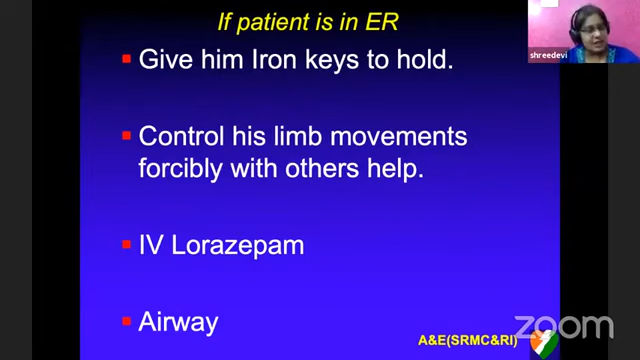 If patient is in ER
Give him Iron keys to hold.
Control his limb movements
forcibly with others help.
IV Lorazepam
Airway
A&E(SRMC&RI)
shreedevi
zoom